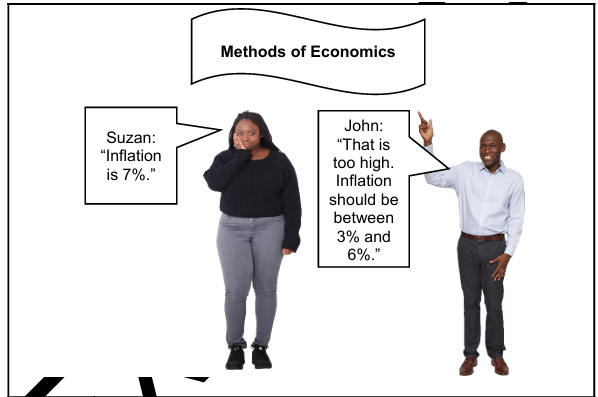 Methods of Economics
Suzan:
“Inflation
is 7%.”
John:
“That is
too high.
Inflation
should be
between
3% and
6%.”